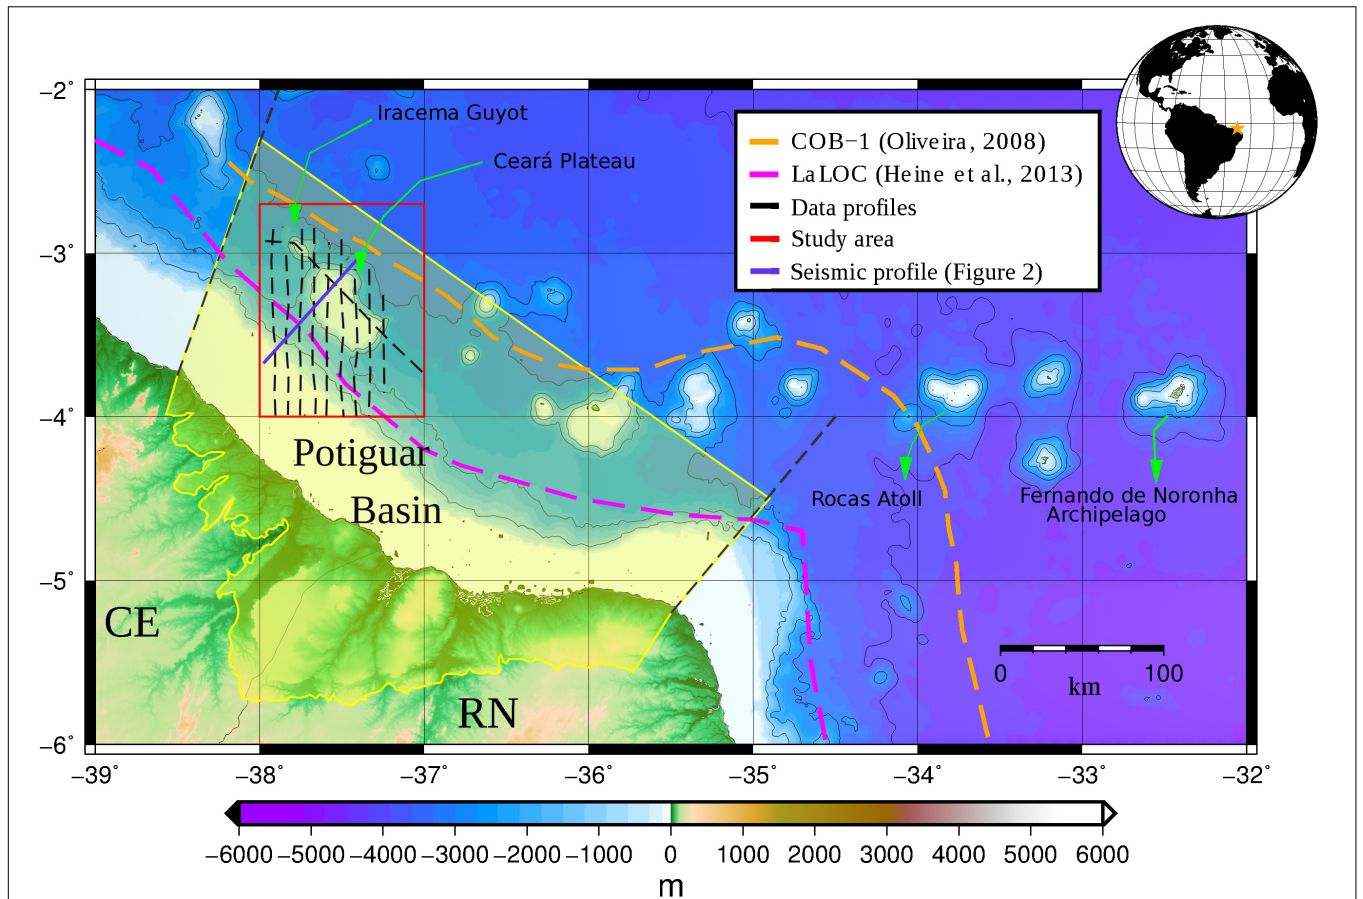 −2°
−3°
−4°
−5°
−6°
Iracema Guyot
Ceará Plateau
COB−1 (Oliveira, 2008)
LaLOC (Heine et al., 2013)
Data profiles
Study area
Seismic profile (Figure 2)
Potiguar
Basin
Rocas Atoll
Fernando de Noronha
Archipelago
CE
RN
0 100
km
−39° −38° −37° −36° −35° −34° −33° −32°
−6000 −5000 −4000 −3000 −2000 −1000 0 1000 2000 3000 4000 5000 6000
m